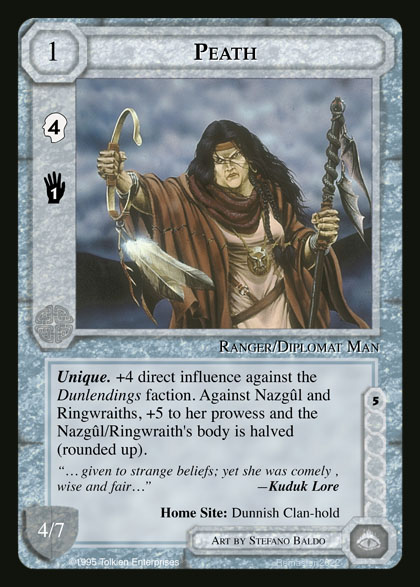 1
PEATH
4
1
RANGER/DIPLOMAT MAN
Unique. +4 direct influence against the
Dunlendings faction. Against Nazgûl and
Ringwraiths, +5 to her prowess and the
Nazgûl/Ringwraith's body is halved
(rounded up).
5
“… given to strange beliefs; yet she was comely ,
wise and fair…” —Kuduk Lore
Home Site: Dunnish Clan-hold
4/7
ART BY STEFANO BALDO
©1995 Tolkien Enterprises